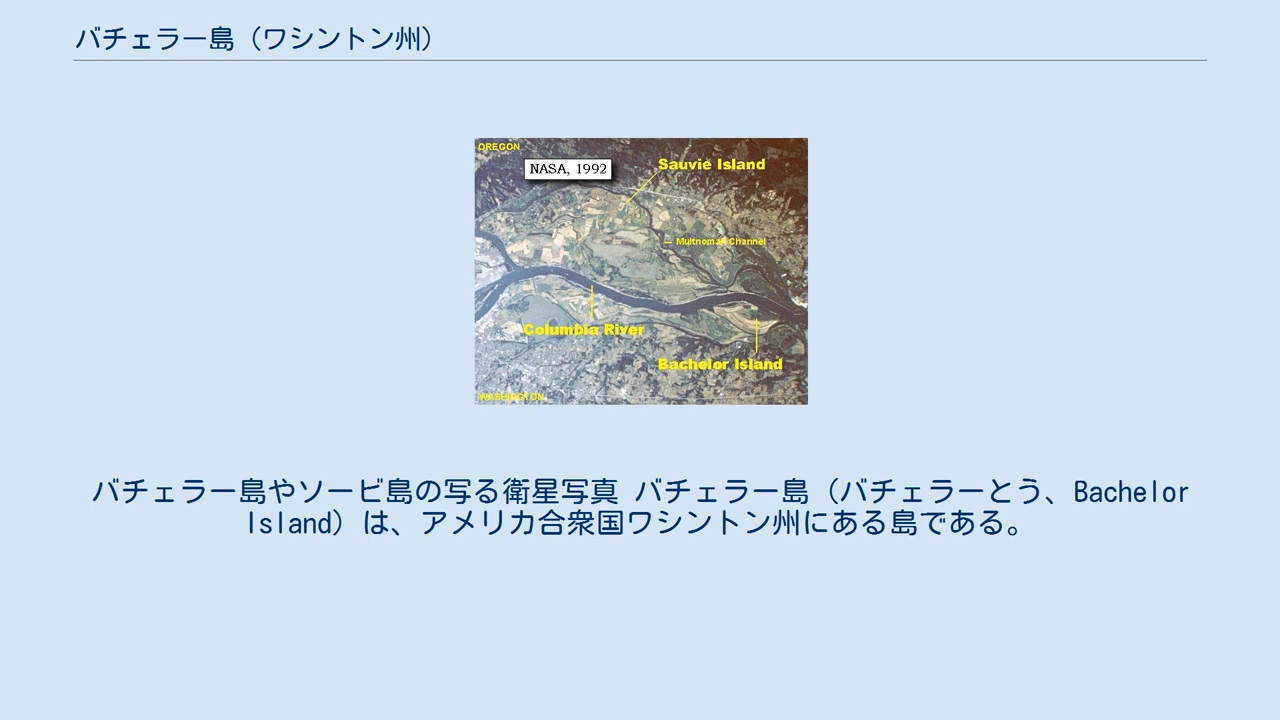 バチェラー島（ワシントン州）
OREGON
NASA, 1992
Sauvie Island
Multnomah Channel
Columbia River
Bachelor Island
WASHINGTON
バチェラー島やソービ島の写る衛星写真 バチェラー島（バチェラーとう、Bachelor
Island）は、アメリカ合衆国ワシントン州にある島である。